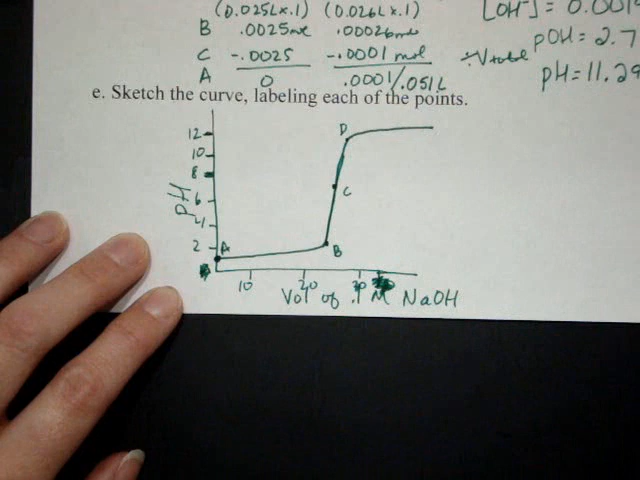 (0.025L×.1) (0.026L×.1) [OH-] = 0.001
B .0025mol .00026mol pOH = 2.7
C -.0025 -.0001 mol ÷Vtotal
A 0 .0001/.051L pH = 11.29
e. Sketch the curve, labeling each of the points.
12
10
8
6
4
2
pH
A
B
C
D
10 20 30
Vol of .1 M NaOH